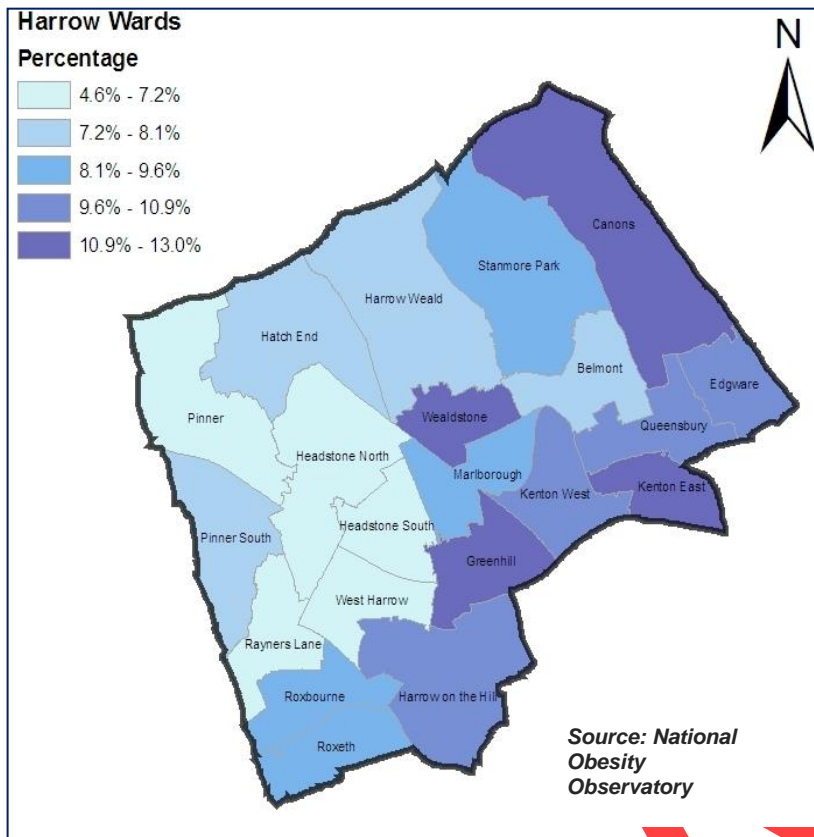 Harrow Wards
Percentage
4.6% - 7.2%
7.2% - 8.1%
8.1% - 9.6%
9.6% - 10.9%
10.9% - 13.0%
N
Canons
Stanmore Park
Harrow Weald
Hatch End
Belmont
Edgware
Pinner
Wealdstone
Queensbury
Headstone North
Marlborough
Kenton West
Kenton East
Headstone South
Pinner South
Greenhill
West Harrow
Rayners Lane
Roxbourne
Harrow on the Hill
Roxeth
Source: National
Obesity
Observatory